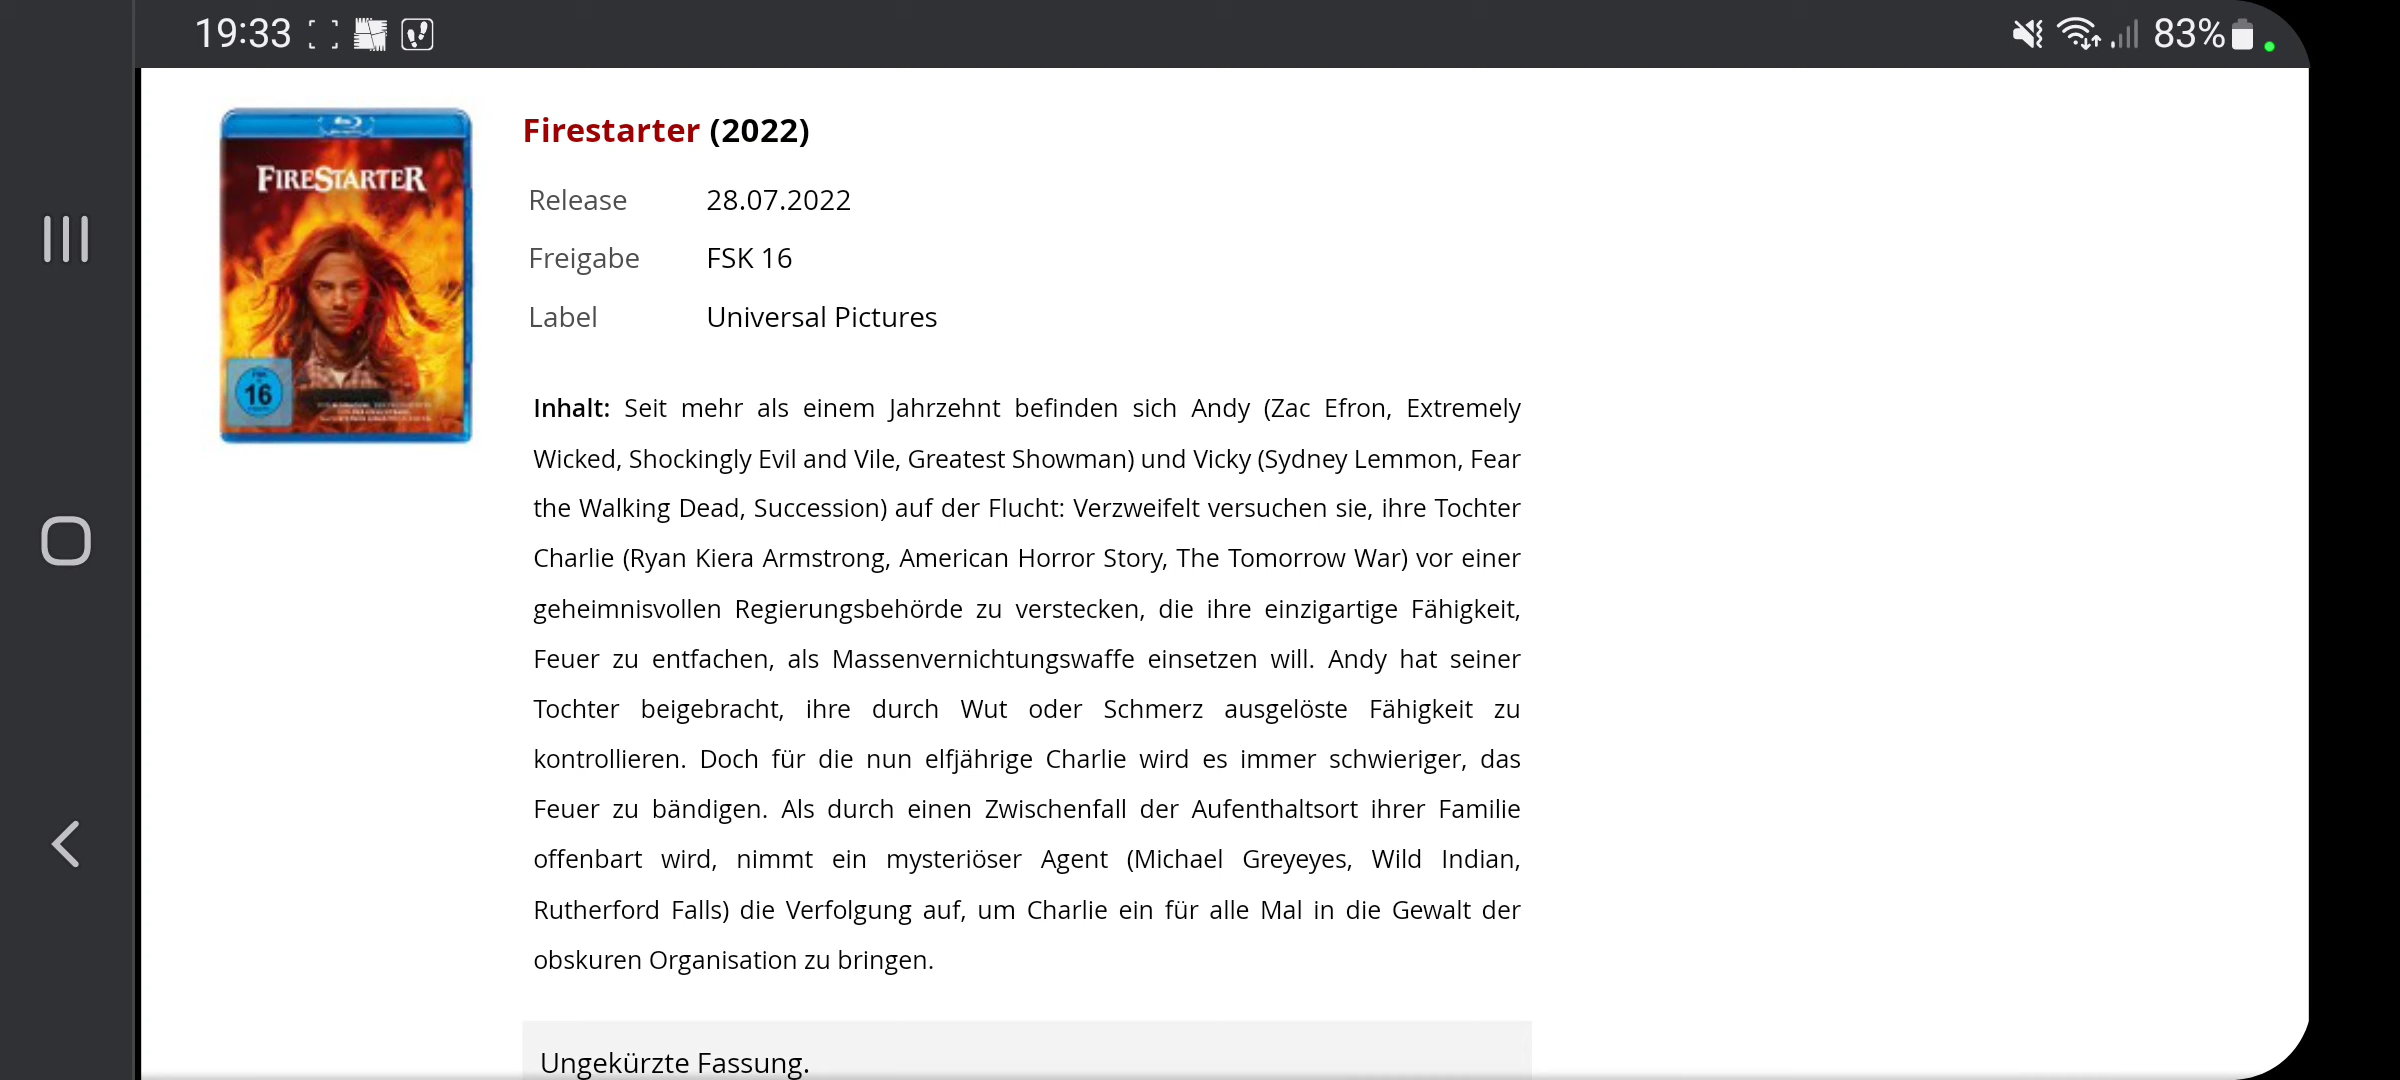 19:33
83%
FIRESTARTER
16
Firestarter (2022)
Release 28.07.2022
Freigabe FSK 16
Label Universal Pictures
Inhalt: Seit mehr als einem Jahrzehnt befinden sich Andy (Zac Efron, Extremely
Wicked, Shockingly Evil and Vile, Greatest Showman) und Vicky (Sydney Lemmon, Fear
the Walking Dead, Succession) auf der Flucht: Verzweifelt versuchen sie, ihre Tochter
Charlie (Ryan Kiera Armstrong, American Horror Story, The Tomorrow War) vor einer
geheimnisvollen Regierungsbehörde zu verstecken, die ihre einzigartige Fähigkeit,
Feuer zu entfachen, als Massenvernichtungswaffe einsetzen will. Andy hat seiner
Tochter beigebracht, ihre durch Wut oder Schmerz ausgelöste Fähigkeit zu
kontrollieren. Doch für die nun elfjährige Charlie wird es immer schwieriger, das
Feuer zu bändigen. Als durch einen Zwischenfall der Aufenthaltsort ihrer Familie
offenbart wird, nimmt ein mysteriöser Agent (Michael Greyeyes, Wild Indian,
Rutherford Falls) die Verfolgung auf, um Charlie ein für alle Mal in die Gewalt der
obskuren Organisation zu bringen.
Ungekürzte Fassung.